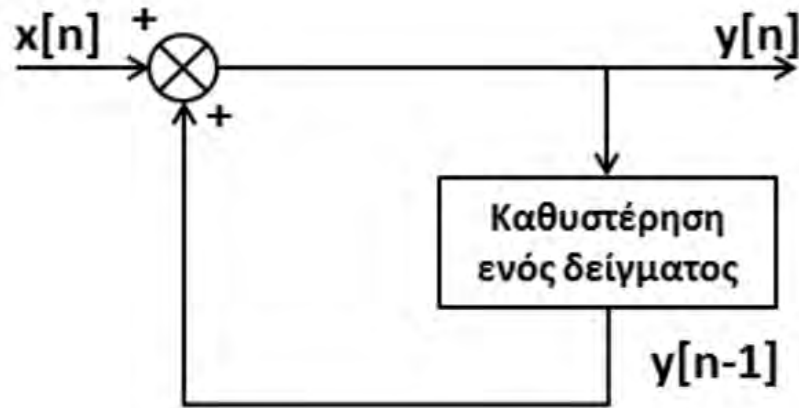 x[n]
+
y[n]
+
Καθυστέρηση
ενός δείγματος
y[n-1]